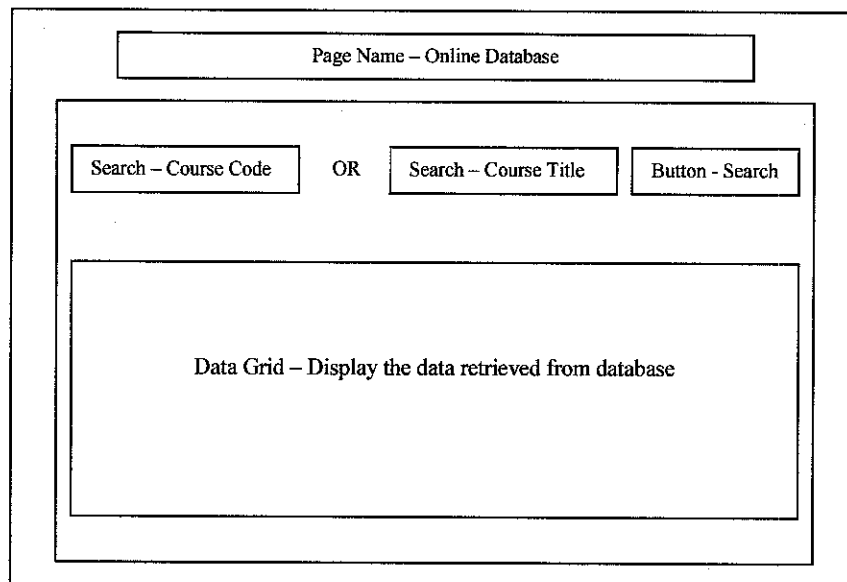 Page Name – Online Database
Search – Course Code OR Search – Course Title Button - Search
Data Grid – Display the data retrieved from database